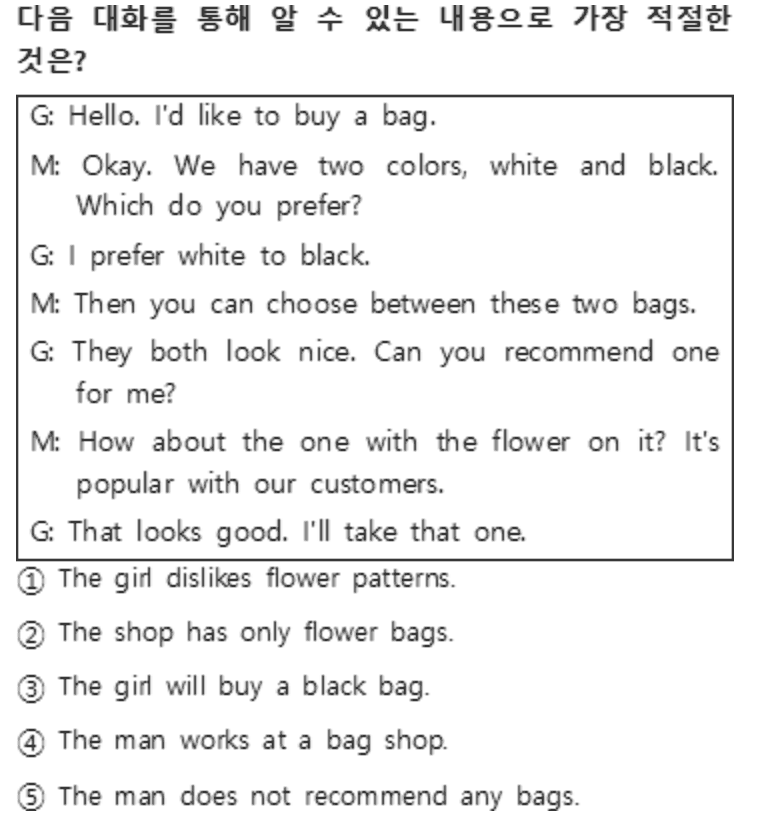 다음 대화를 통해 알 수 있는 내용으로 가장 적절한
것은?
G: Hello. I'd like to buy a bag.
M: Okay. We have two colors, white and black.
Which do you prefer?
G: I prefer white to black.
M: Then you can choose between these two bags.
G: They both look nice. Can you recommend one
for me?
M: How about the one with the flower on it? It's
popular with our customers.
G: That looks good. I'll take that one.
① The girl dislikes flower patterns.
② The shop has only flower bags.
③ The girl will buy a black bag.
④ The man works at a bag shop.
⑤ The man does not recommend any bags.